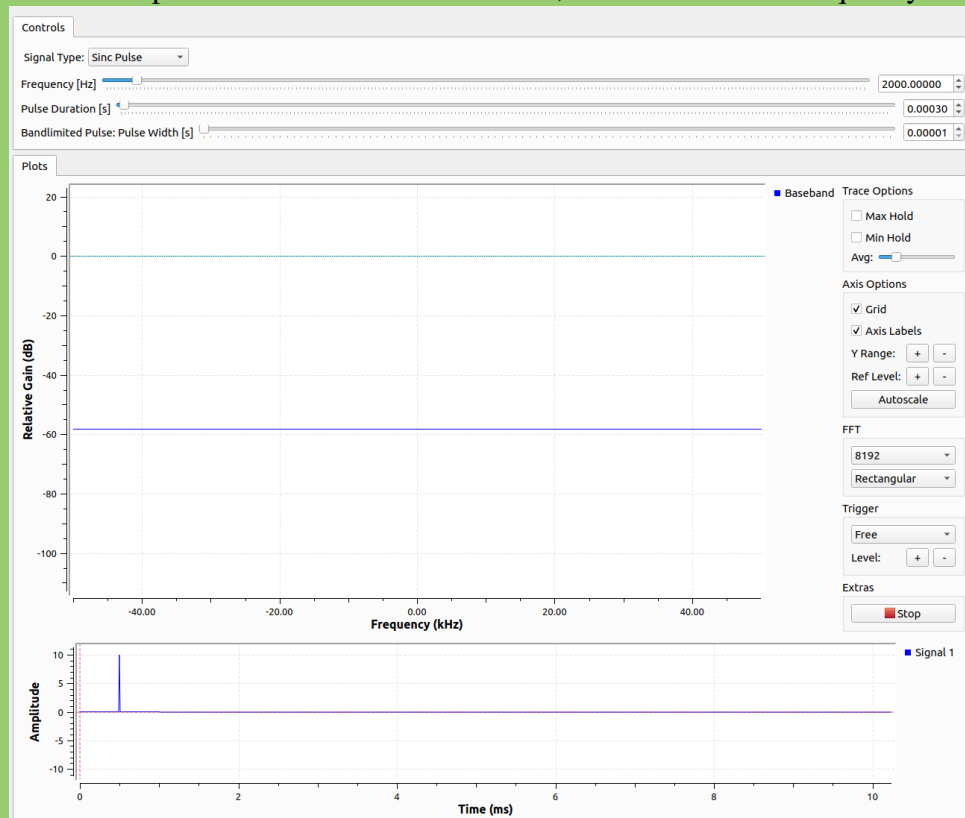 Controls
Signal Type: Sinc Pulse
Frequency [Hz] 2000.00000
Pulse Duration [s] 0.00030
Bandlimited Pulse: Pulse Width [s] 0.00001
Plots
Baseband
Trace Options
Max Hold
Min Hold
Avg:
Axis Options
Grid
Axis Labels
Y Range: + -
Ref Level: + -
Autoscale
FFT
8192
Rectangular
Trigger
Free
Level: + -
Extras
Stop
Relative Gain (dB)
20
0
-20
-40
-60
-80
-100
-40.00 -20.00 0.00 20.00 40.00
Frequency (kHz)
Signal 1
Amplitude
10
5
0
-5
-10
0 2 4 6 8 10
Time (ms)